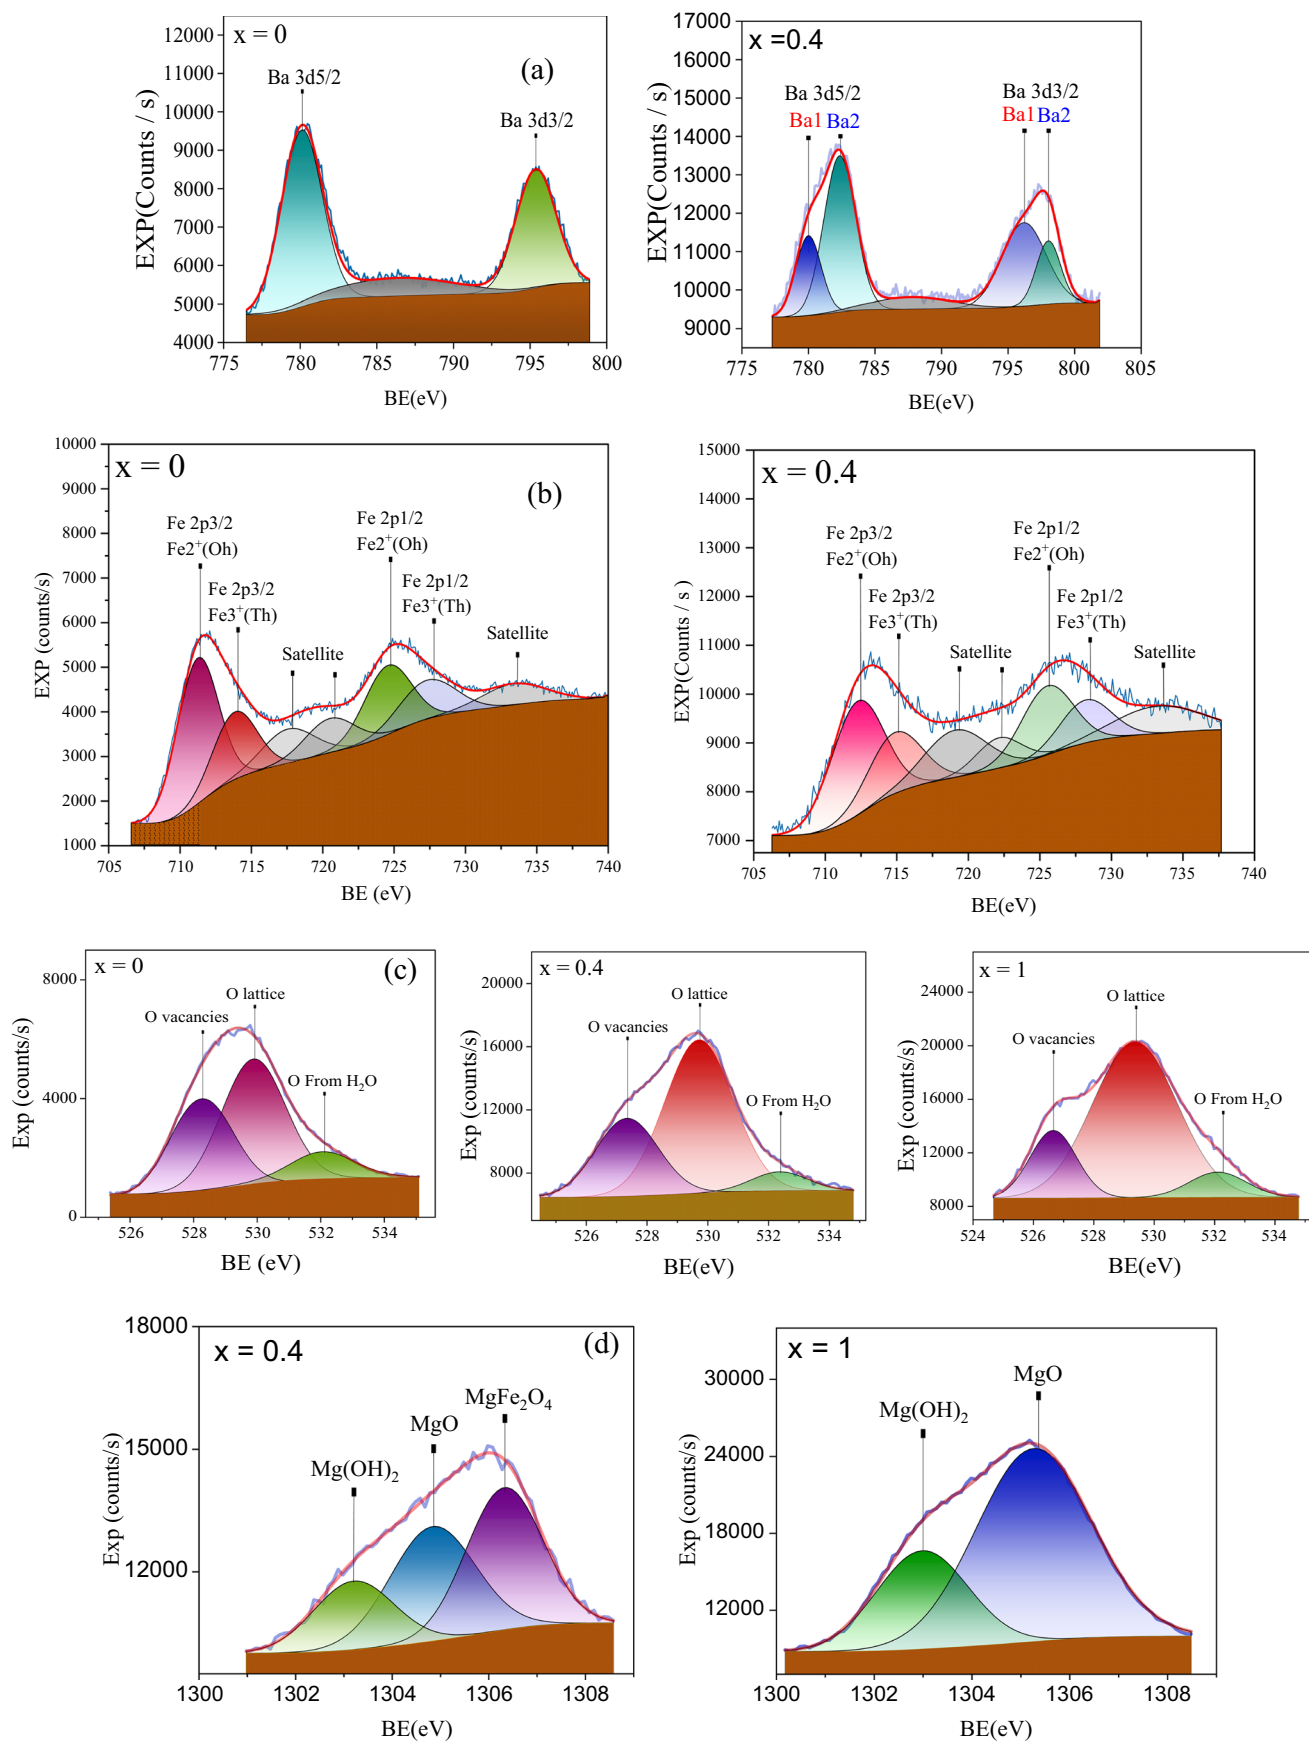 x = 0
(a)
Ba 3d5/2
Ba 3d3/2
12000
11000
10000
9000
8000
7000
6000
5000
4000
EXP(Counts / s)
775 780 785 790 795 800
BE(eV)
x =0.4
Ba 3d5/2
Ba1 Ba2
Ba 3d3/2
Ba1 Ba2
17000
16000
15000
14000
13000
12000
11000
10000
9000
EXP(Counts / s)
775 780 785 790 795 800 805
BE(eV)
x = 0
(b)
Fe 2p3/2
Fe2⁺(Oh)
Fe 2p3/2
Fe3⁺(Th)
Satellite
Fe 2p1/2
Fe2⁺(Oh)
Fe 2p1/2
Fe3⁺(Th)
Satellite
10000
9000
8000
7000
6000
5000
4000
3000
2000
1000
EXP (counts/s)
705 710 715 720 725 730 735 740
BE (eV)
x = 0.4
Fe 2p3/2
Fe2⁺(Oh)
Fe 2p3/2
Fe3⁺(Th)
Satellite
Fe 2p1/2
Fe2⁺(Oh)
Fe 2p1/2
Fe3⁺(Th)
Satellite
15000
14000
13000
12000
11000
10000
9000
8000
7000
EXP(Counts / s)
705 710 715 720 725 730 735 740
BE(eV)
x = 0
(c)
O lattice
O vacancies
O From H₂O
8000
4000
0
Exp (counts/s)
526 528 530 532 534
BE (eV)
x = 0.4
O lattice
O vacancies
O From H₂O
20000
16000
12000
8000
Exp (counts/s)
526 528 530 532 534
BE(eV)
x = 1
O lattice
O vacancies
O From H₂O
24000
20000
16000
12000
8000
Exp (counts/s)
524 526 528 530 532 534
BE(eV)
x = 0.4
(d)
MgFe₂O₄
MgO
Mg(OH)₂
18000
15000
12000
Exp (counts/s)
1300 1302 1304 1306 1308
BE(eV)
x = 1
MgO
Mg(OH)₂
30000
24000
18000
12000
Exp (counts/s)
1300 1302 1304 1306 1308
BE(eV)